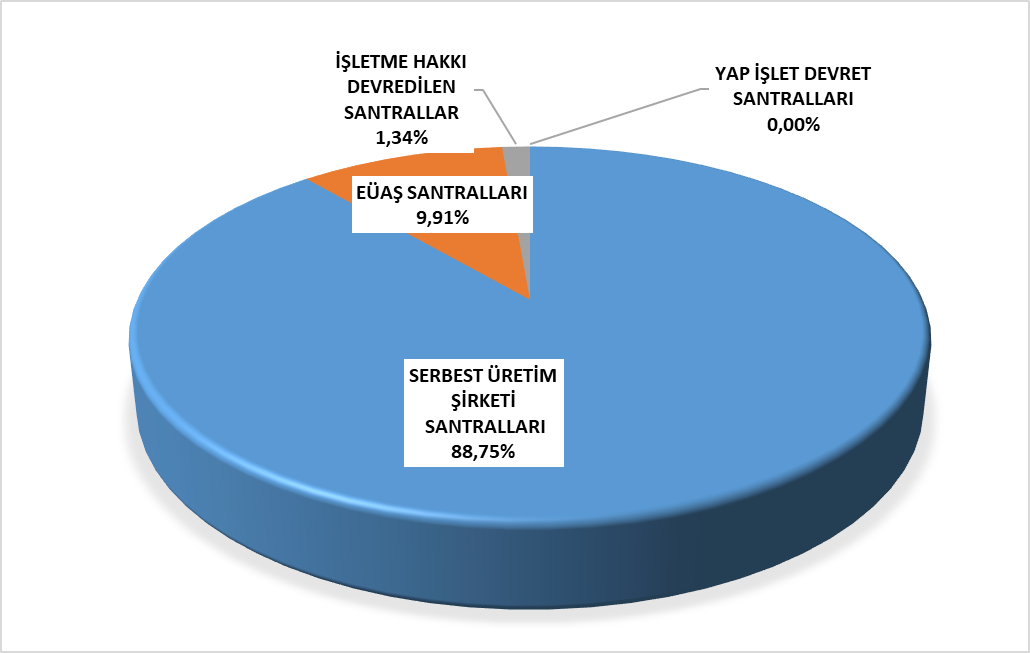 İŞLETME HAKKI
DEVREDİLEN
SANTRALLAR
1,34%
YAP İŞLET DEVRET
SANTRALLARI
0,00%
EÜAŞ SANTRALLARI
9,91%
SERBEST ÜRETİM
ŞİRKETİ
SANTRALLARI
88,75%